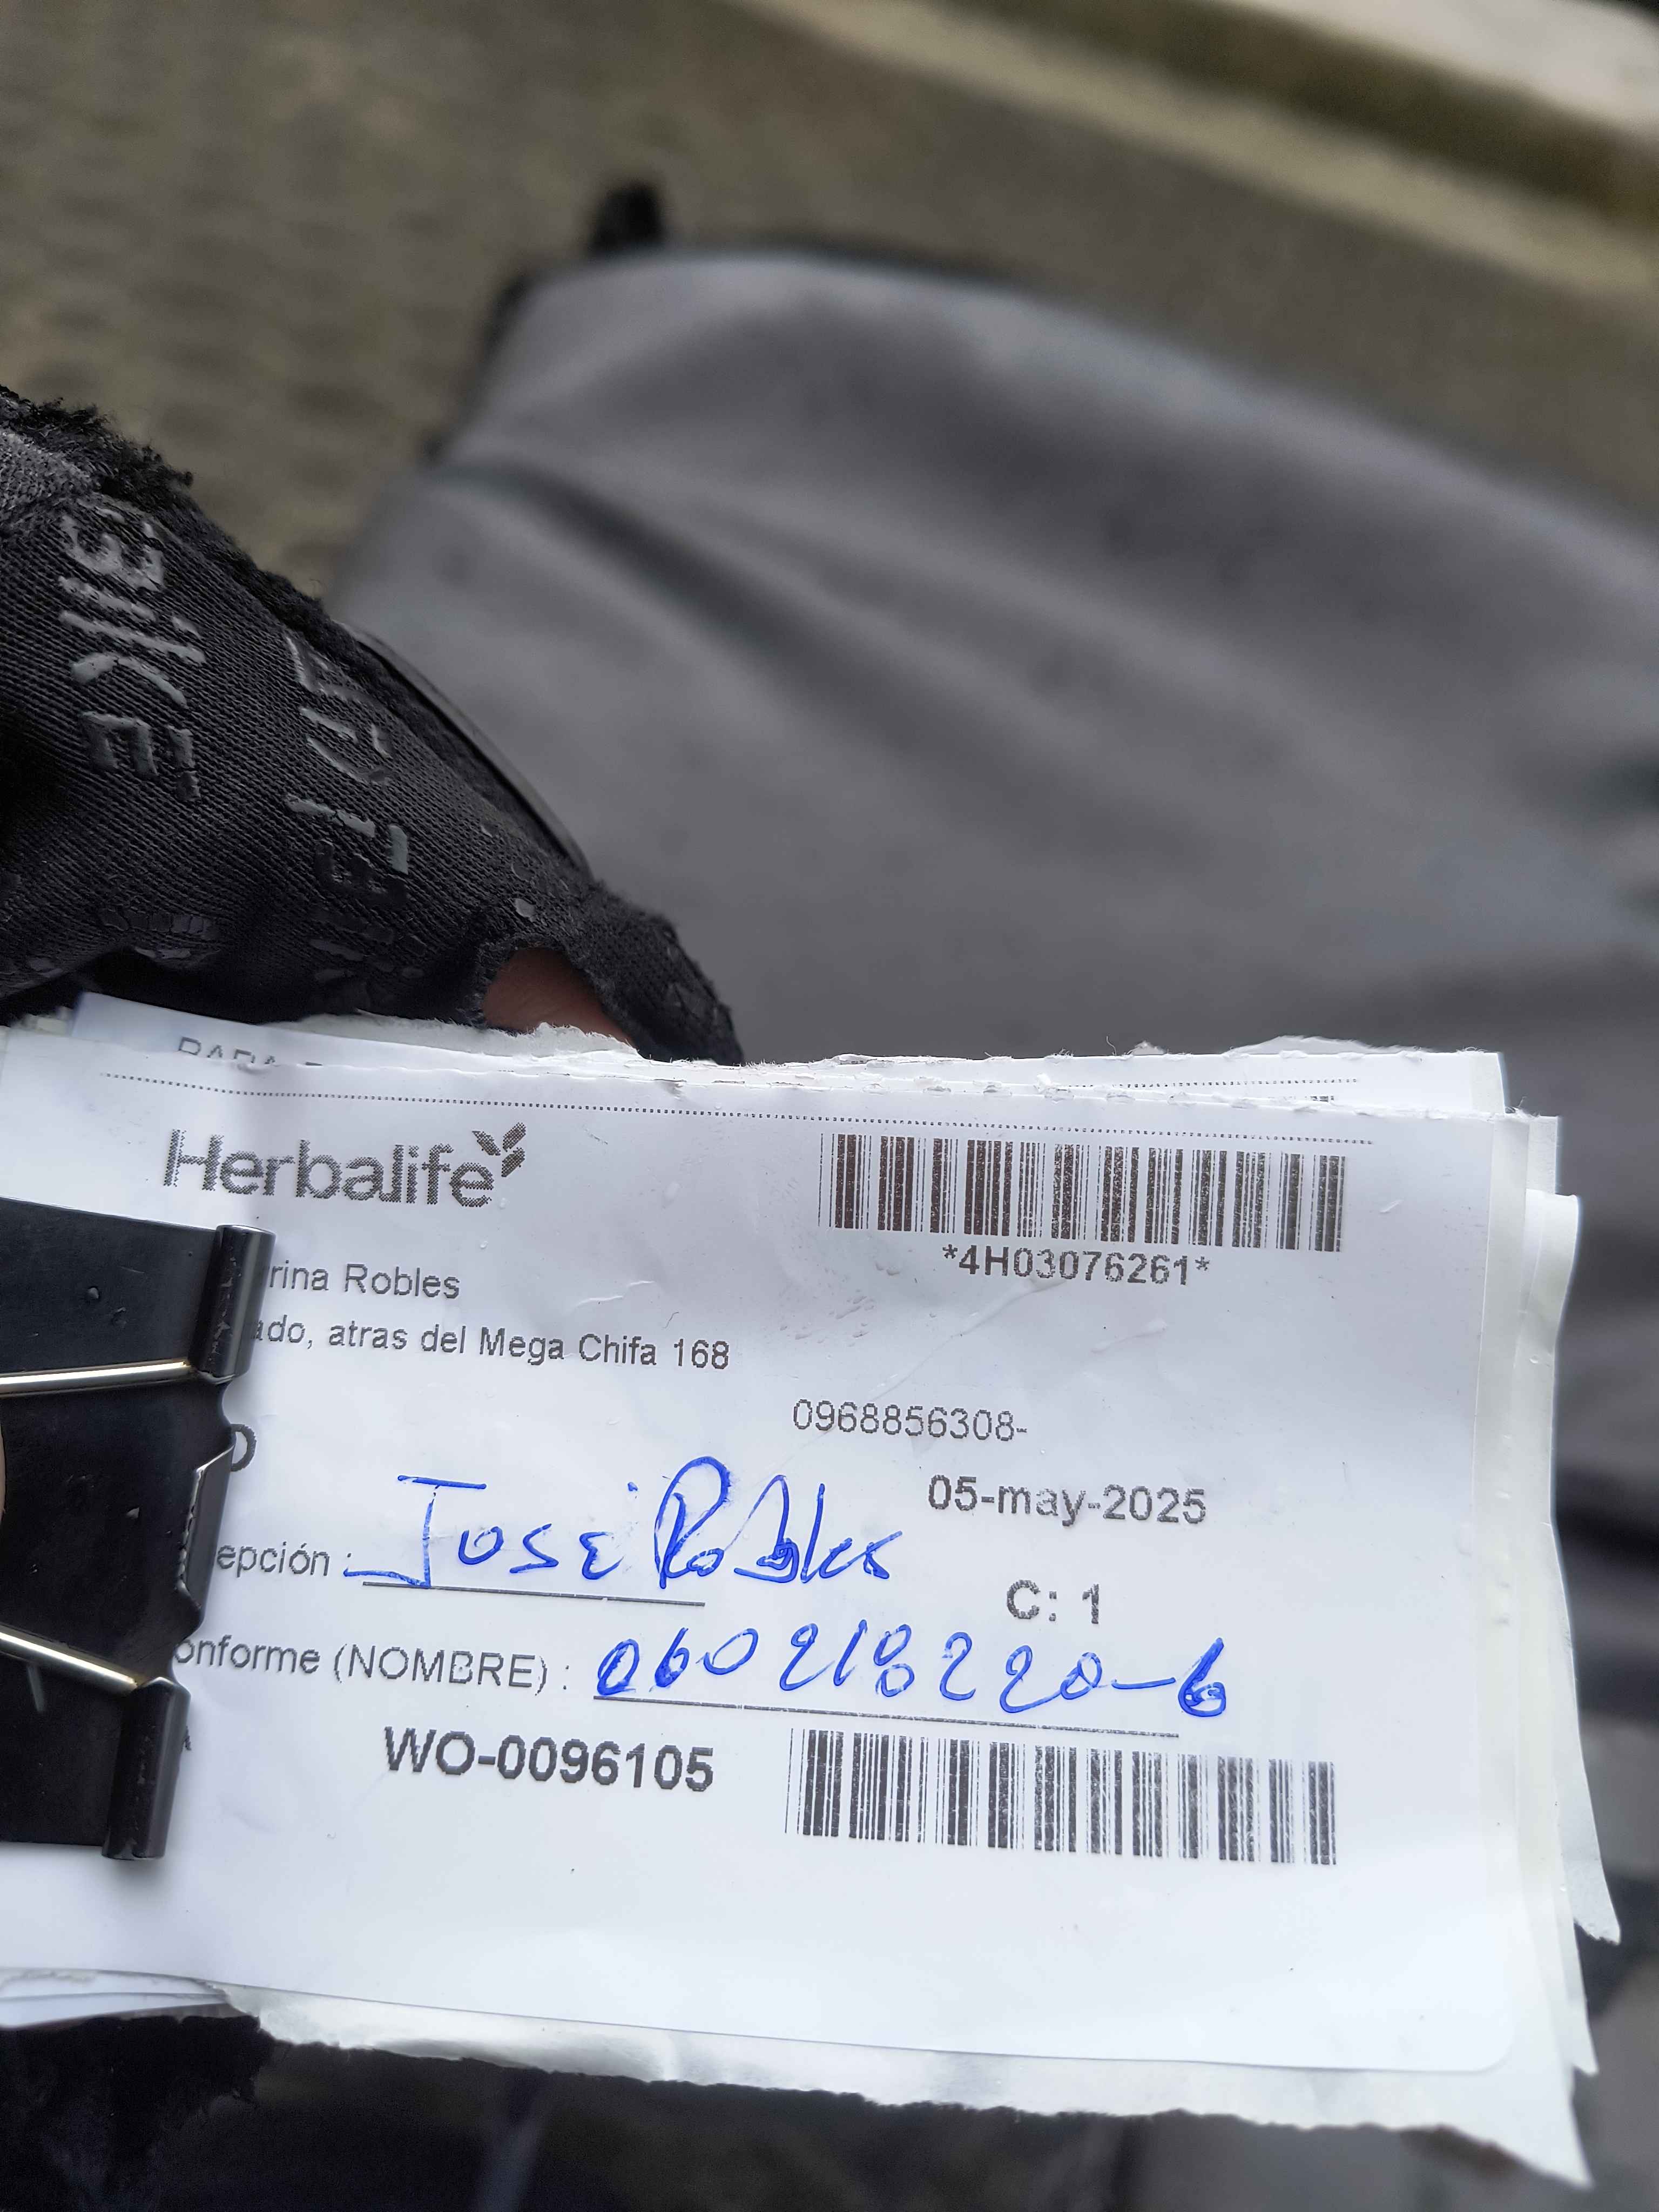 Herbalife
*4H03076261*
rina Robles
ado, atras del Mega Chifa 168
0968856308-
05-may-2025
epción : Jose Robles
C: 1
onforme (NOMBRE) : 060218220-6
WO-0096105